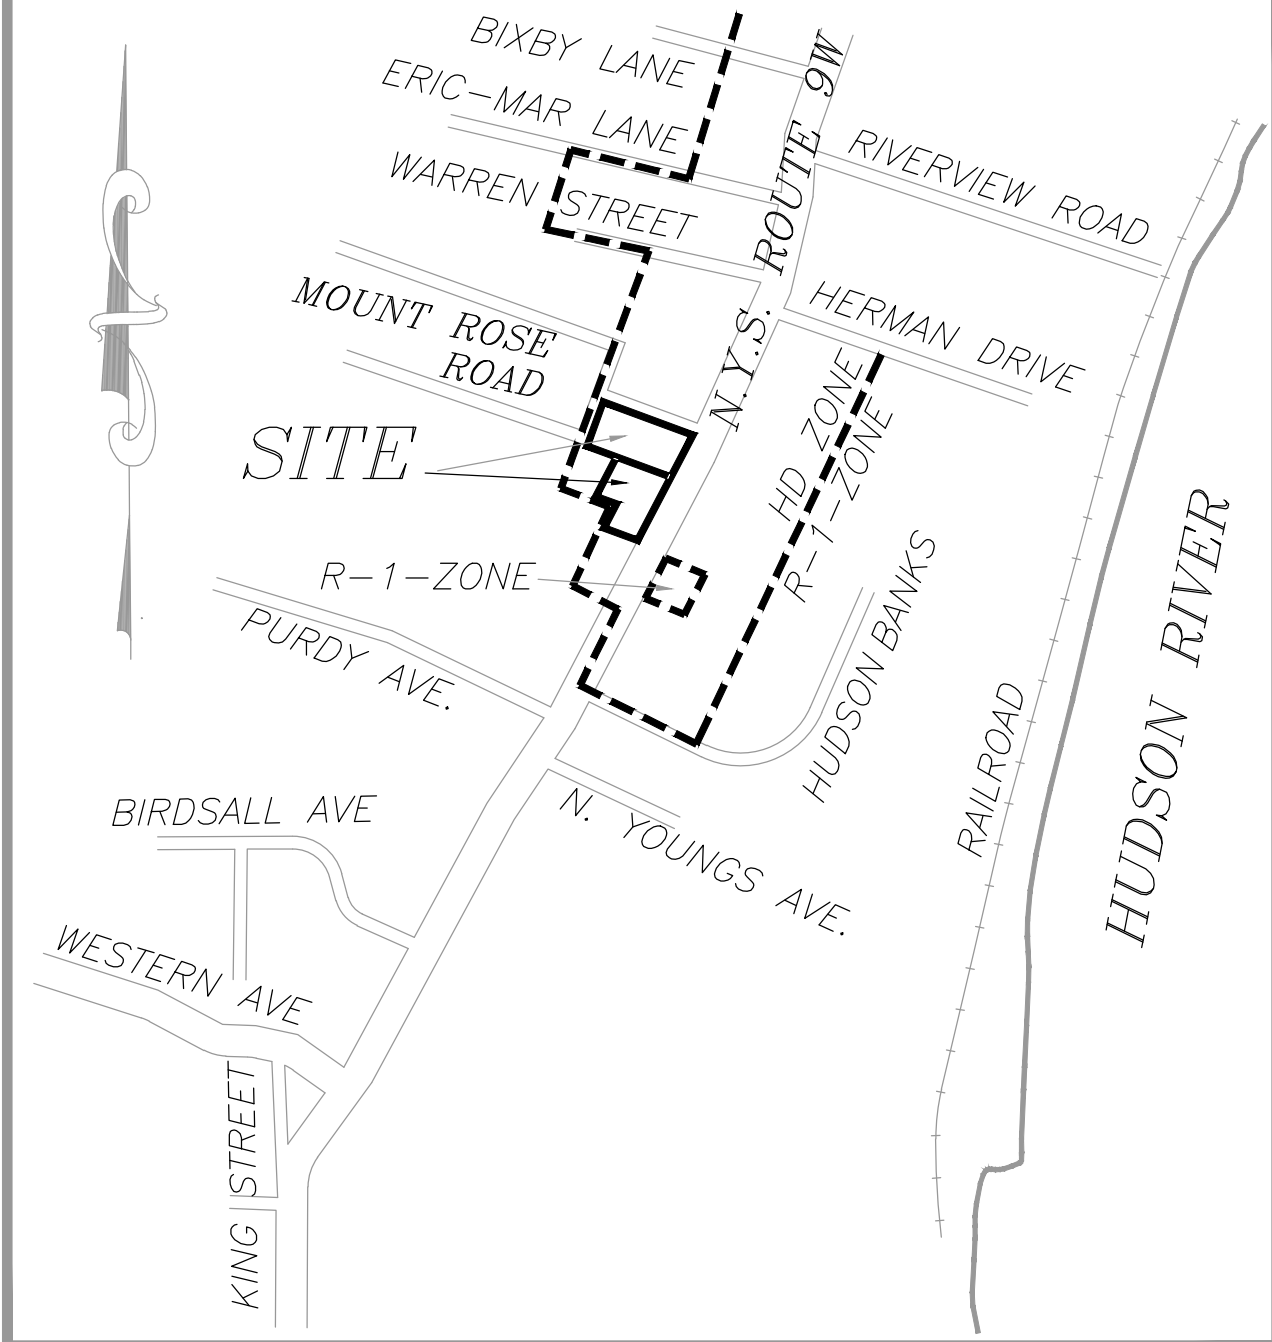 BIXBY LANE
ERIC-MAR LANE
WARREN STREET
N.Y.S. ROUTE 9W
RIVERVIEW ROAD
HERMAN DRIVE
MOUNT ROSE
ROAD
SITE
HD ZONE
R-1-ZONE
R-1-ZONE
PURDY AVE.
HUDSON BANKS
HUDSON RIVER
RAILROAD
BIRDSALL AVE
N. YOUNGS AVE.
WESTERN AVE
KING STREET